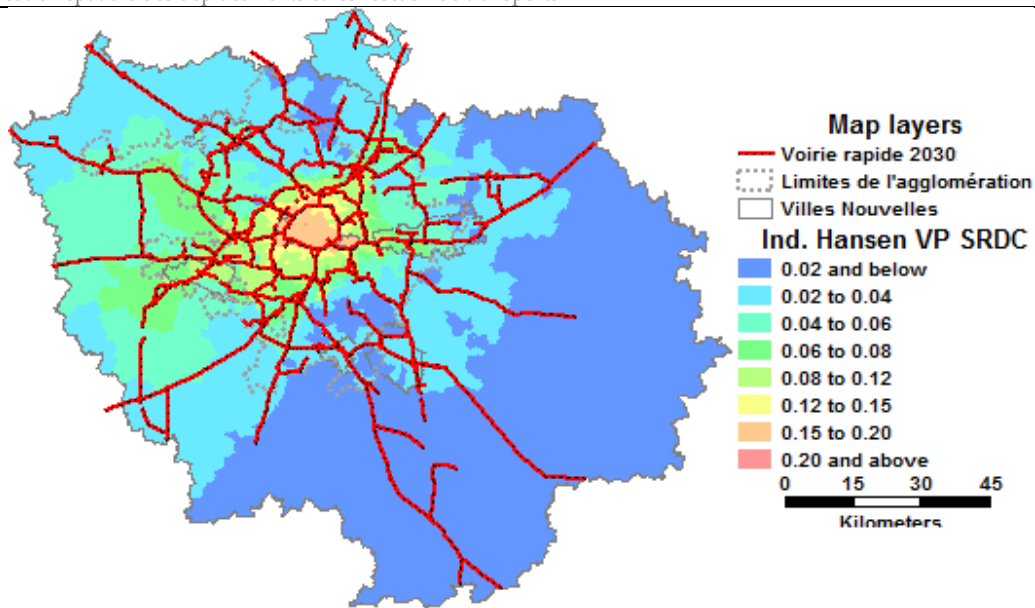 Map layers
Voirie rapide 2030
Limites de l'agglomération
Villes Nouvelles
Ind. Hansen VP SRDC
0.02 and below
0.02 to 0.04
0.04 to 0.06
0.06 to 0.08
0.08 to 0.12
0.12 to 0.15
0.15 to 0.20
0.20 and above
0 15 30 45
Kilometers